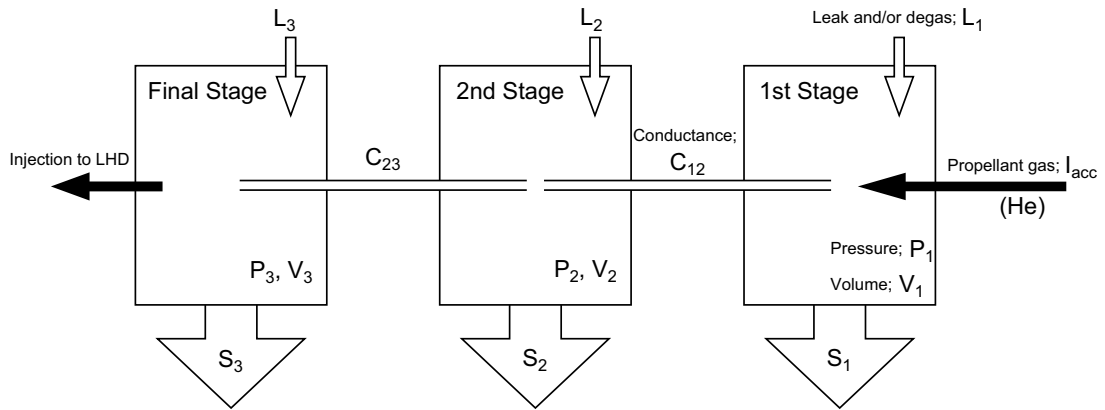 L3
L2
Leak and/or degas; L1
Final Stage
2nd Stage
1st Stage
Conductance;
Injection to LHD
C23
C12
Propellant gas; Iacc
(He)
P3, V3
P2, V2
Pressure; P1
Volume; V1
S3
S2
S1